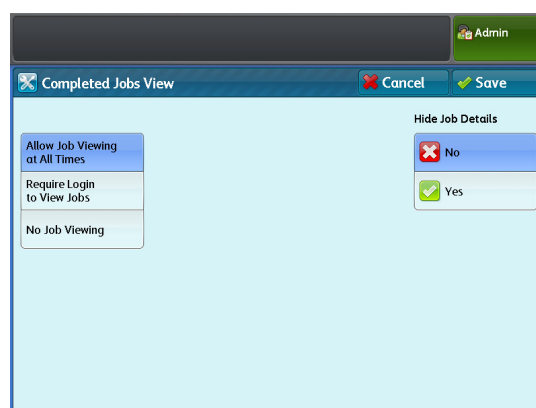 Admin
Completed Jobs View
Cancel
Save
Hide Job Details
Allow Job Viewing
at All Times
No
Require Login
to View Jobs
Yes
No Job Viewing